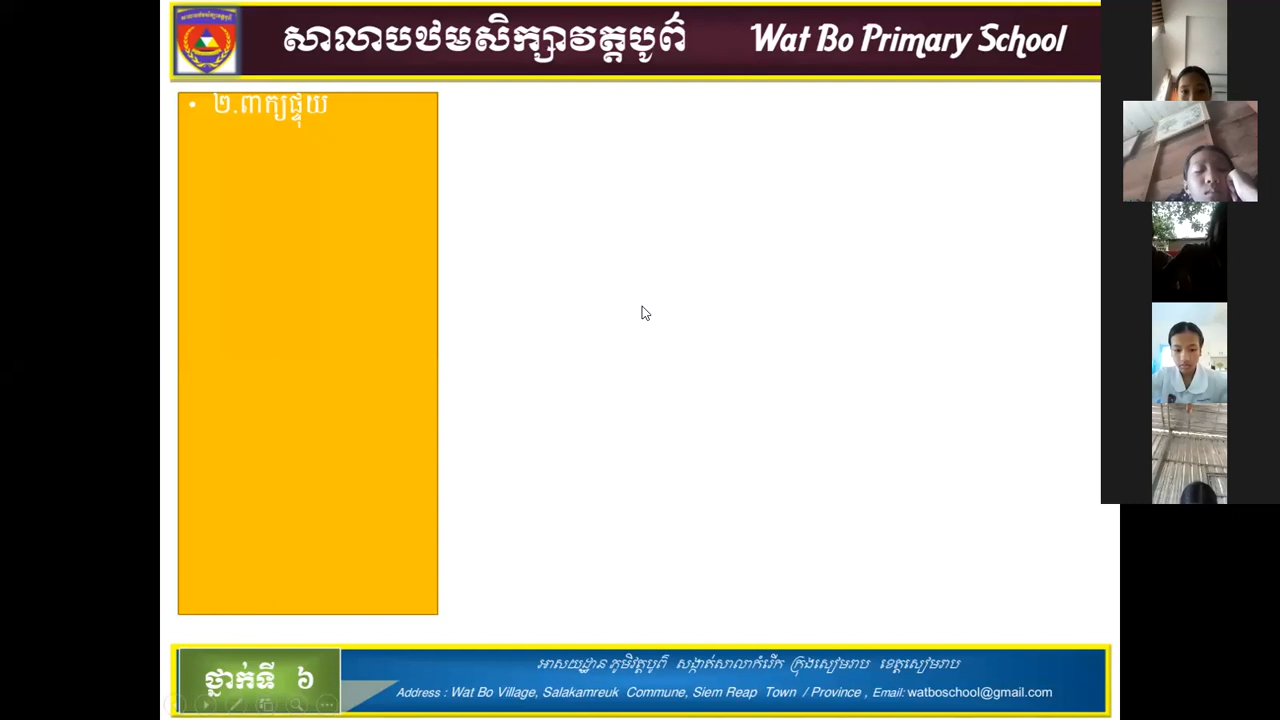 សាលាបឋមសិក្សាវត្តបូព៌ Wat Bo Primary School
• ២.ពាក្យផ្ទុយ
ថ្នាក់ទី ៦
អាសយដ្ឋាន ភូមិវត្តបូព៌ សង្កាត់សាលាកំរើក ក្រុងសៀមរាប ខេត្តសៀមរាប
Address : Wat Bo Village, Salakamreuk Commune, Siem Reap Town / Province , Email: watboschool@gmail.com